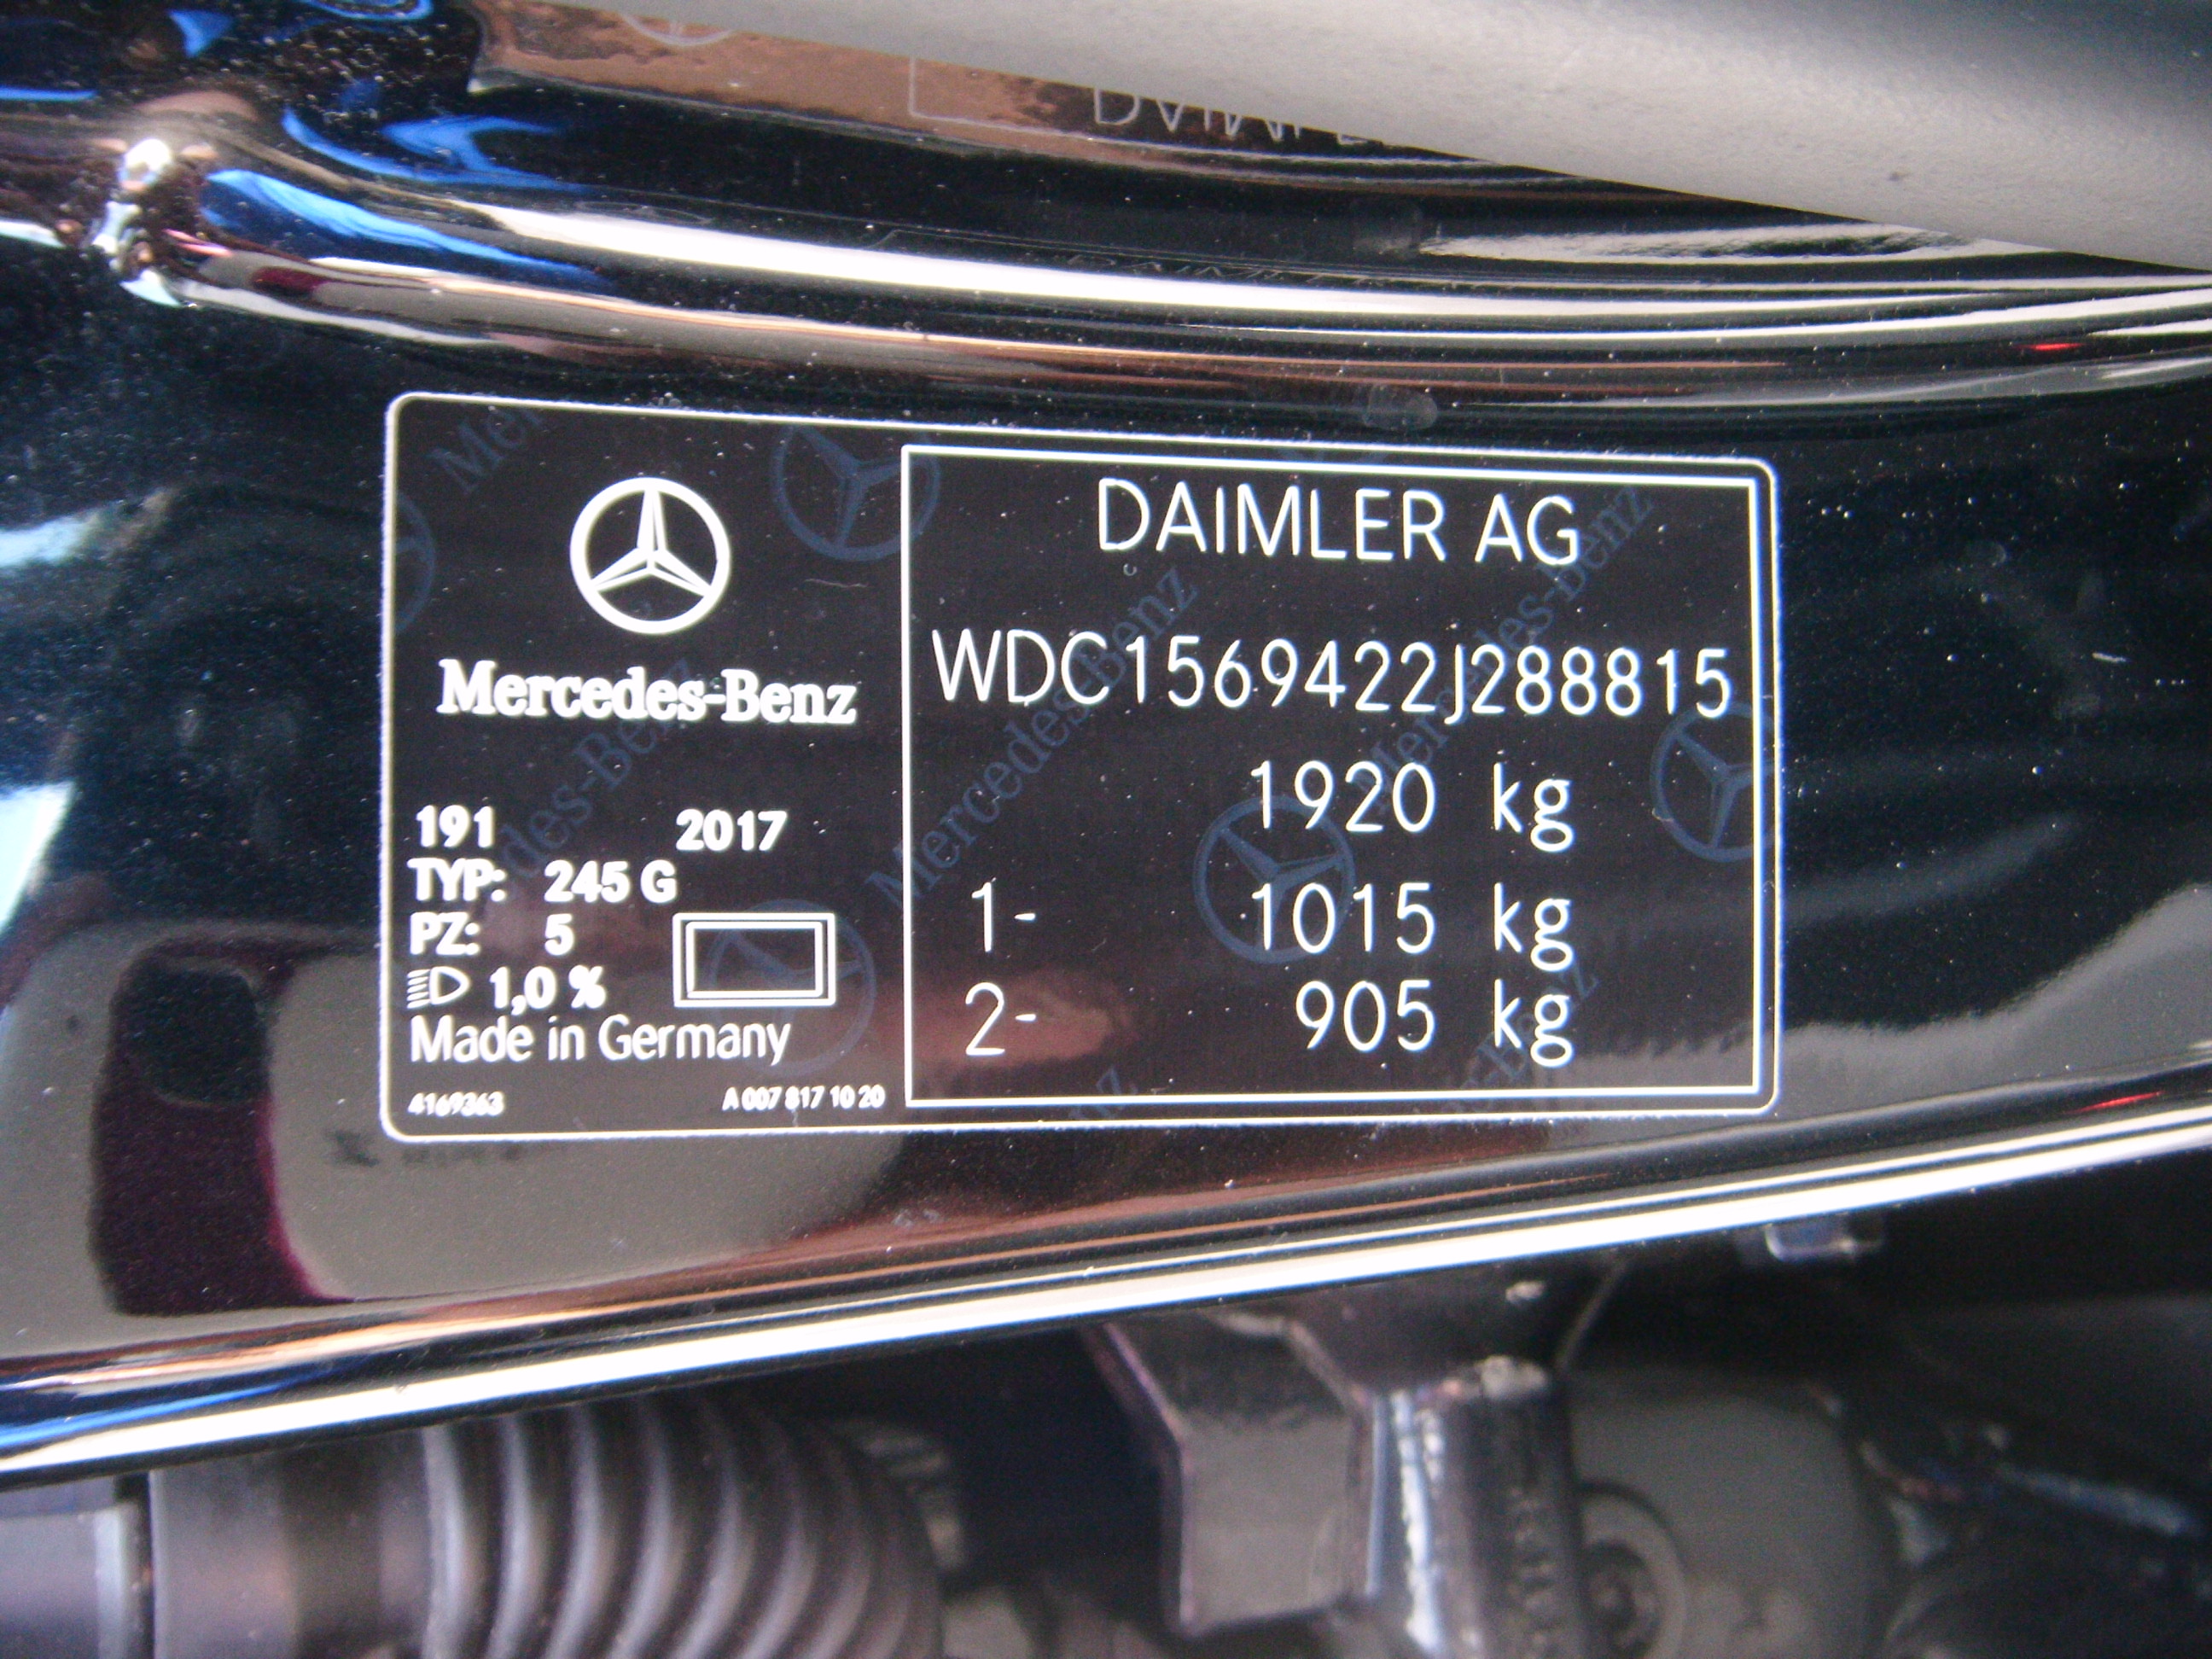 Mercedes-Benz
191 2017
TYP: 245 G
PZ: 5
1,0 %
Made in Germany
4169363
A 007 817 10 20
DAIMLER AG
WDC1569422J288815
1920 kg
1- 1015 kg
2- 905 kg